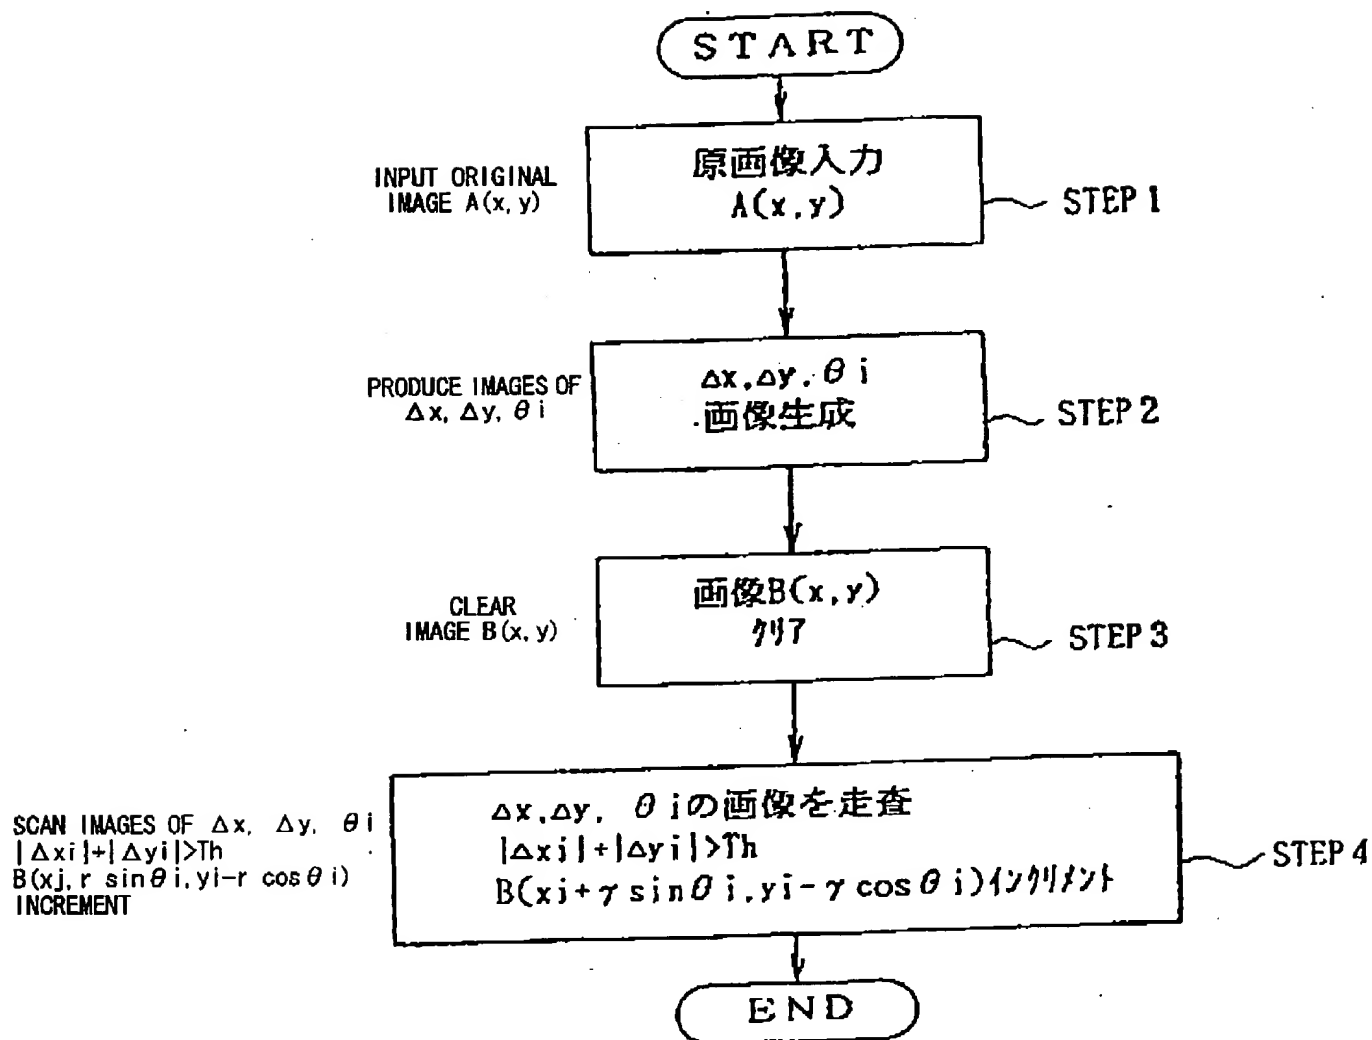 START
INPUT ORIGINAL
IMAGE A(x, y)
原画像入力
A(x, y)
STEP 1
PRODUCE IMAGES OF
Δx, Δy, θi
Δx, Δy, θi
画像生成
STEP 2
CLEAR
IMAGE B(x, y)
画像B(x, y)
クリア
STEP 3
SCAN IMAGES OF Δx, Δy, θi
|Δxi|+|Δyi|>Th
B(xj, r sinθi, yi-r cosθi)
INCREMENT
Δx, Δy, θiの画像を走査
|Δxi|+|Δyi|>Th
B(xi+γsinθi, yi-γcosθi)インクリメント
STEP 4
END